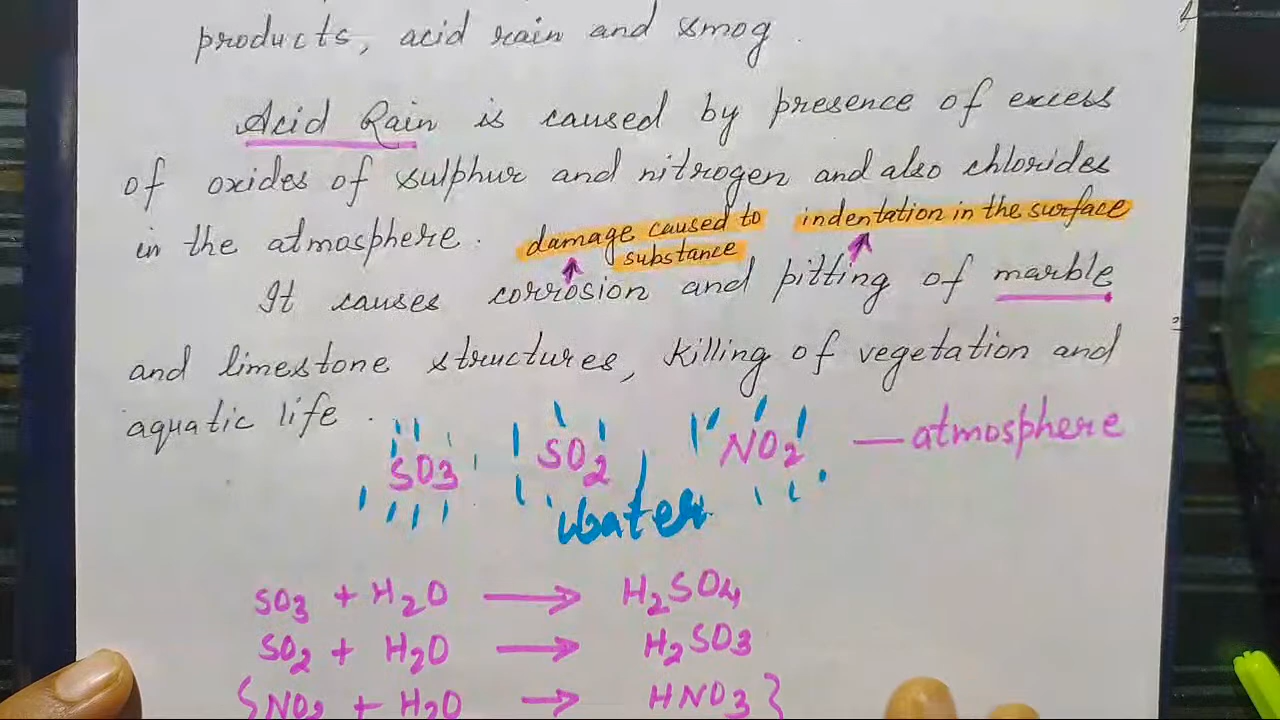 products, acid rain and smog.
Acid Rain is caused by presence of excess
of oxides of sulphur and nitrogen and also chlorides
in the atmosphere.
damage caused to substance
indentation in the surface
It causes corrosion and pitting of marble
and limestone structures, killing of vegetation and
aquatic life.
SO3 SO2 NO2 — atmosphere
Water
SO3 + H2O → H2SO4
SO2 + H2O → H2SO3
{NO2 + H2O → HNO3}